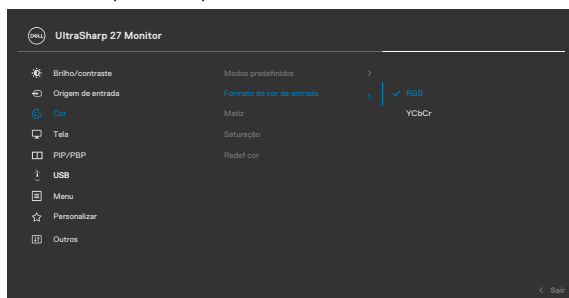 DELL UltraSharp 27 Monitor
Brilho/contraste Modos predefinidos >
Origem de entrada Formato de cor de entrada > ✓ RGB
Cor Matiz YCbCr
Tela Saturação
PIP/PBP Redef cor
USB
Menu
Personalizar
Outros
< Sair